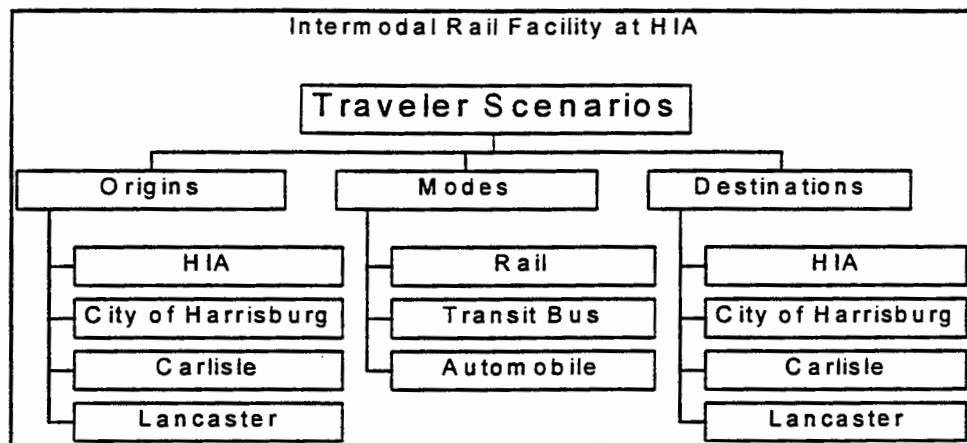 Intermodal Rail Facility at HIA
Traveler Scenarios
Origins
HIA
City of Harrisburg
Carlisle
Lancaster
Modes
Rail
Transit Bus
Automobile
Destinations
HIA
City of Harrisburg
Carlisle
Lancaster